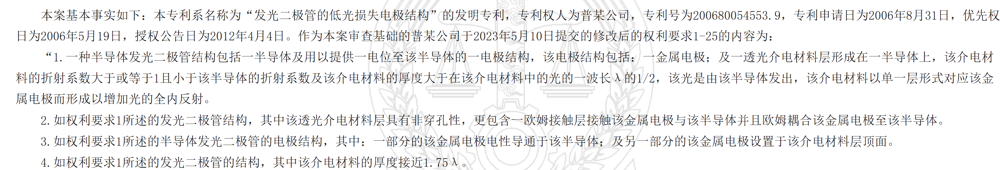 本案基本事实如下：本专利系名称为“发光二极管的低光损失电极结构”的发明专利，专利权人为普某公司，专利号为200680054553.9，专利申请日为2006年8月31日，优先权
日为2006年5月19日，授权公告日为2012年4月4日。作为本案审查基础的普某公司于2023年5月10日提交的修改后的权利要求1-25的内容为：
“1.一种半导体发光二极管结构包括一半导体及用以提供一电位至该半导体的一电极结构，该电极结构包括：一金属电极；及一透光介电材料层形成在一半导体上，该介电材
料的折射系数大于或等于1且小于该半导体的折射系数及该介电材料的厚度大于在该介电材料中的光的一波长λ的1/2，该光是由该半导体发出，该介电材料以单一层形式对应该金
属电极而形成以增加光的全内反射。
2.如权利要求1所述的发光二极管结构，其中该透光介电材料层具有非穿孔性，更包含一欧姆接触层接触该金属电极与该半导体并且欧姆耦合该金属电极至该半导体。
3.如权利要求1所述的半导体发光二极管的电极结构，其中：一部分的该金属电极电性导通于该半导体；及另一部分的该金属电极设置于该介电材料层顶面。
4.如权利要求1所述的发光二极管的结构，其中该介电材料的厚度接近1.75λ。